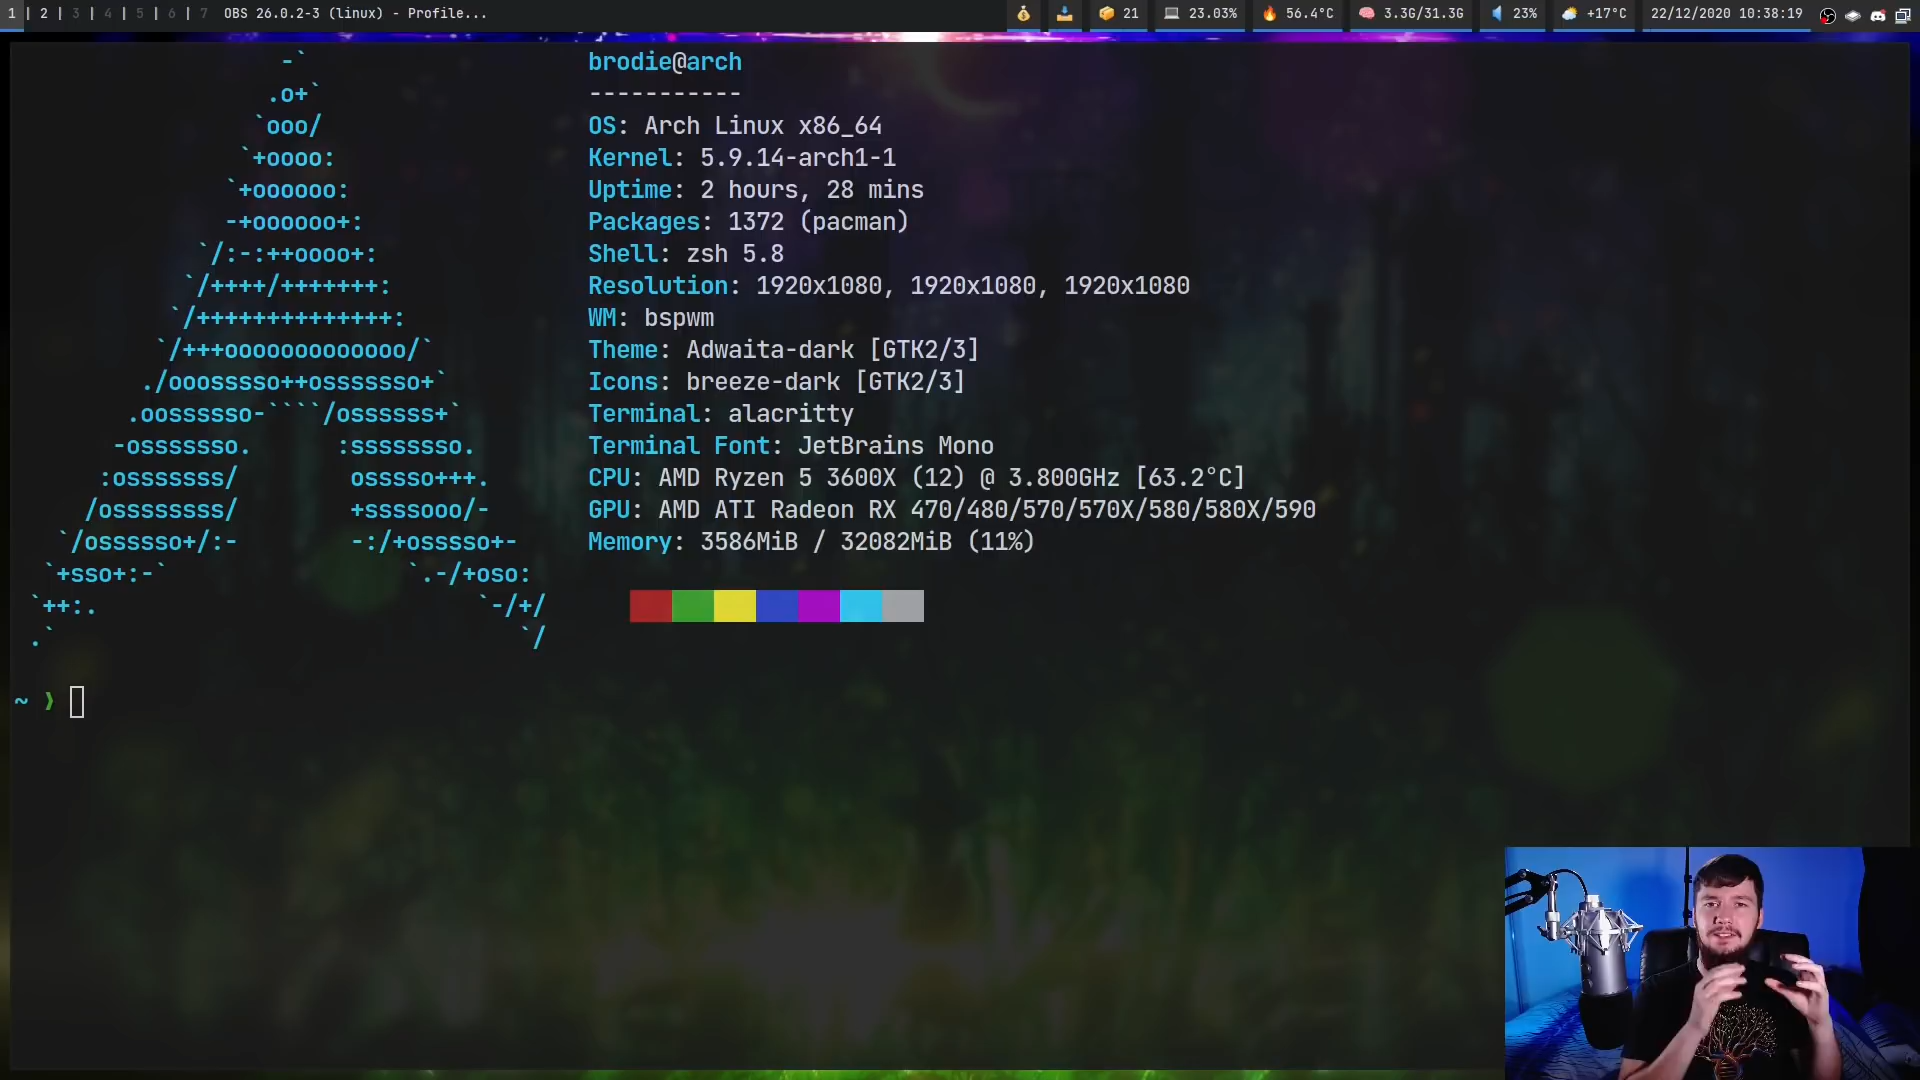 1 | 2 | 3 | 4 | 5 | 6 | 7 OBS 26.0.2-3 (linux) - Profile... 21 23.03% 56.4°C 3.3G/31.3G 23% +17°C 22/12/2020 10:38:19
brodie@arch
-----------
OS: Arch Linux x86_64
Kernel: 5.9.14-arch1-1
Uptime: 2 hours, 28 mins
Packages: 1372 (pacman)
Shell: zsh 5.8
Resolution: 1920x1080, 1920x1080, 1920x1080
WM: bspwm
Theme: Adwaita-dark [GTK2/3]
Icons: breeze-dark [GTK2/3]
Terminal: alacritty
Terminal Font: JetBrains Mono
CPU: AMD Ryzen 5 3600X (12) @ 3.800GHz [63.2°C]
GPU: AMD ATI Radeon RX 470/480/570/570X/580/580X/590
Memory: 3586MiB / 32082MiB (11%)
~ ❯